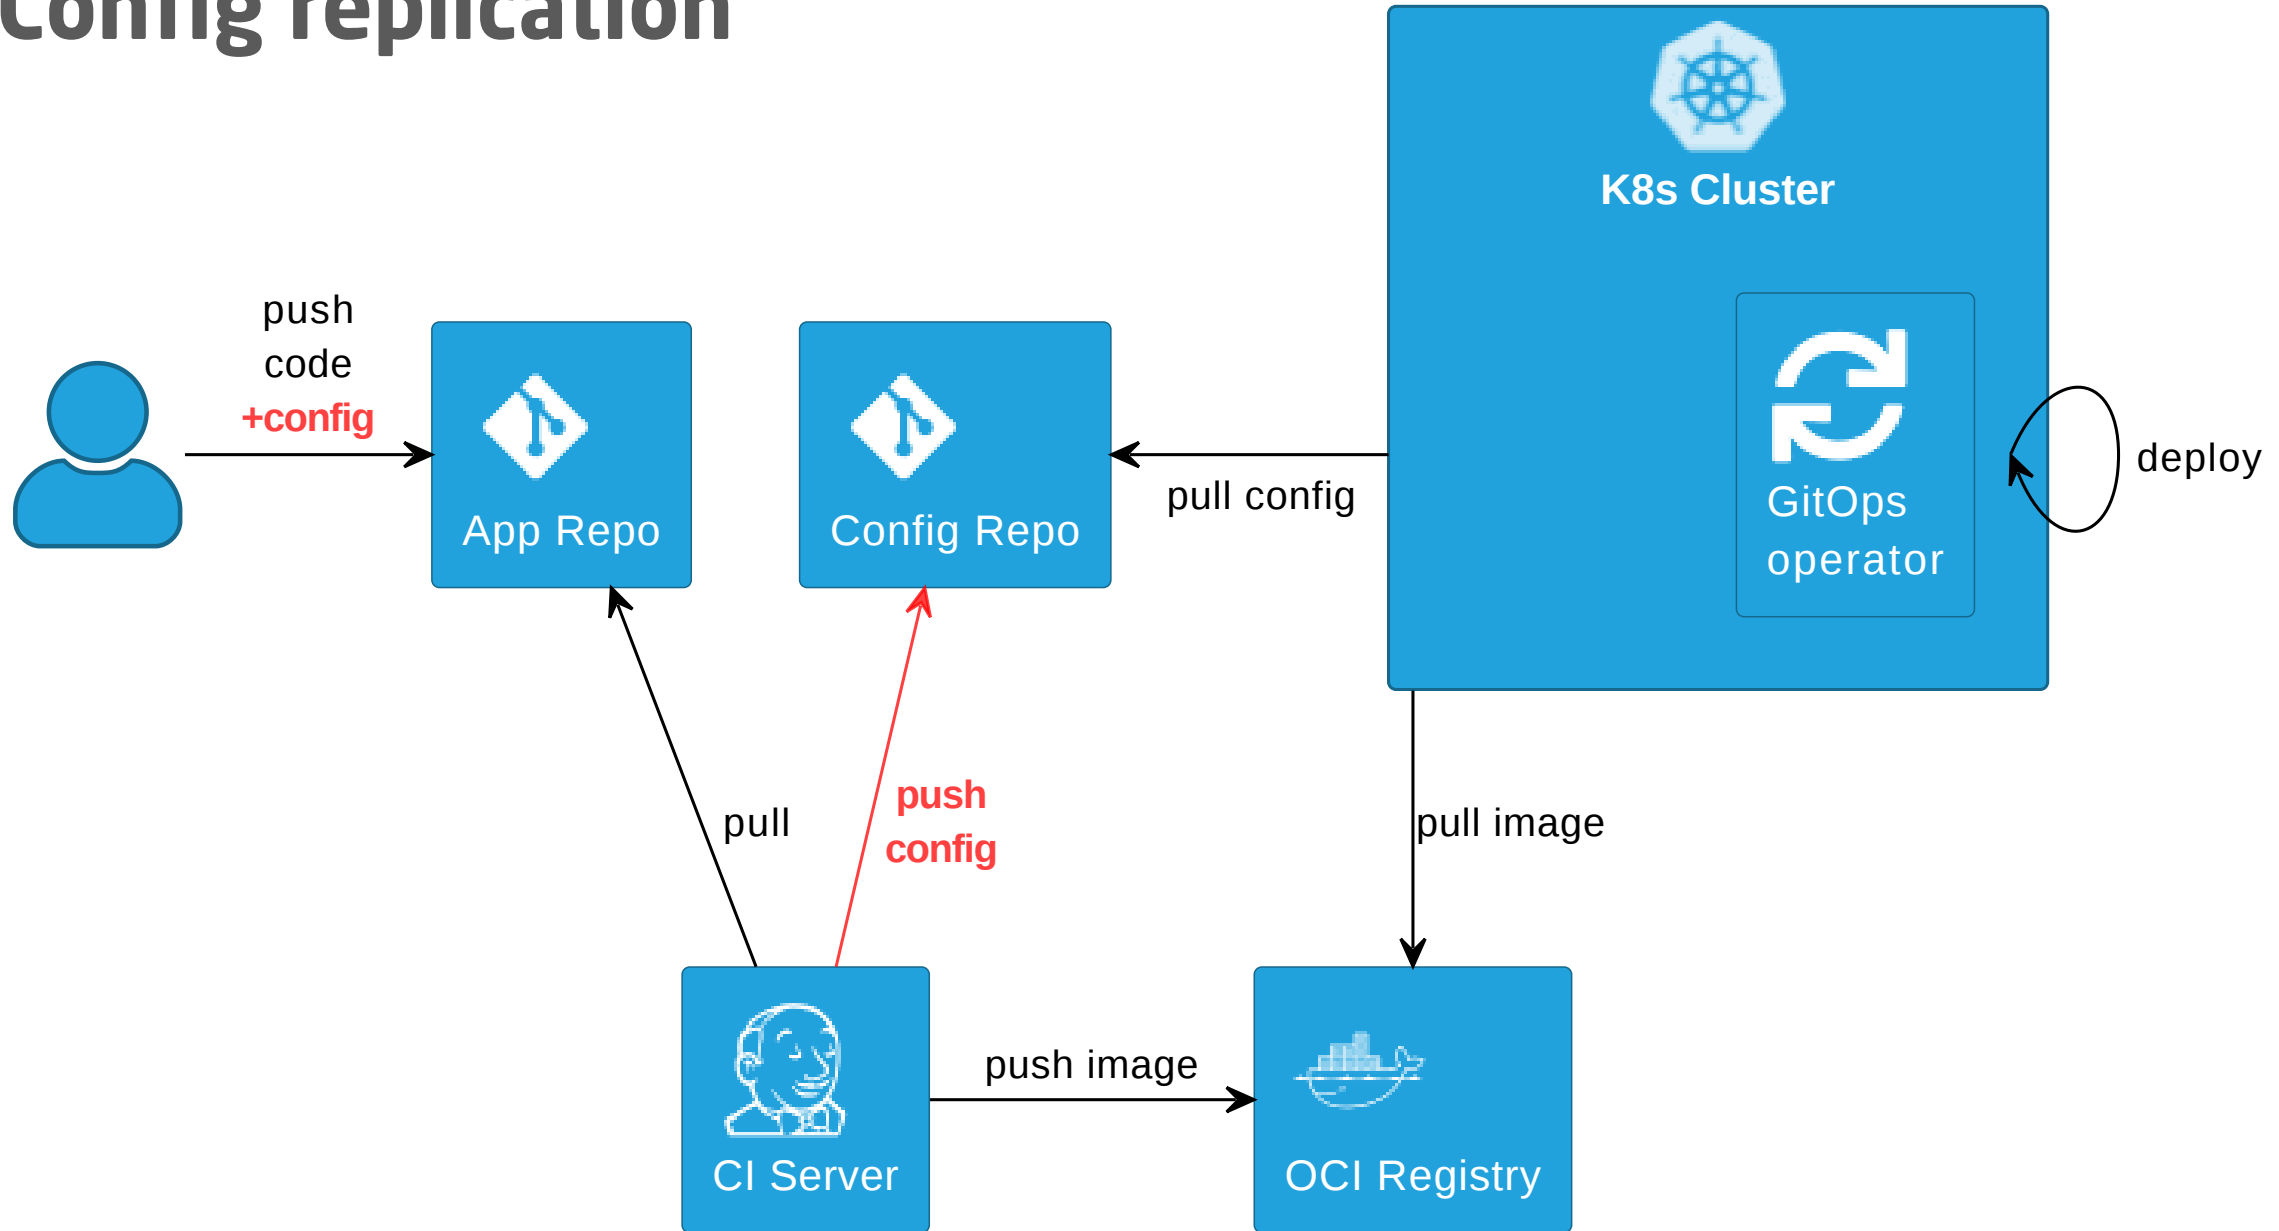 Config replication
K8s Cluster
push
code
+config
App Repo
Config Repo
pull config
GitOps
operator
deploy
pull
push
config
pull image
push image
CI Server
OCI Registry